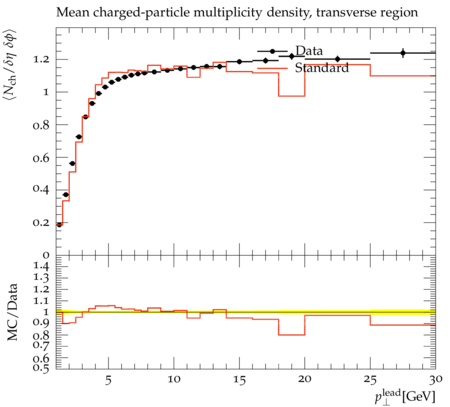 Mean charged-particle multiplicity density, transverse region
⟨N_ch/δη δϕ⟩
Data
Standard
1.2
1
0.8
0.6
0.4
0.2
0
MC/Data
1.4
1.3
1.2
1.1
1
0.9
0.8
0.7
0.6
0.5
5 10 15 20 25 30
p_⊥^lead [GeV]